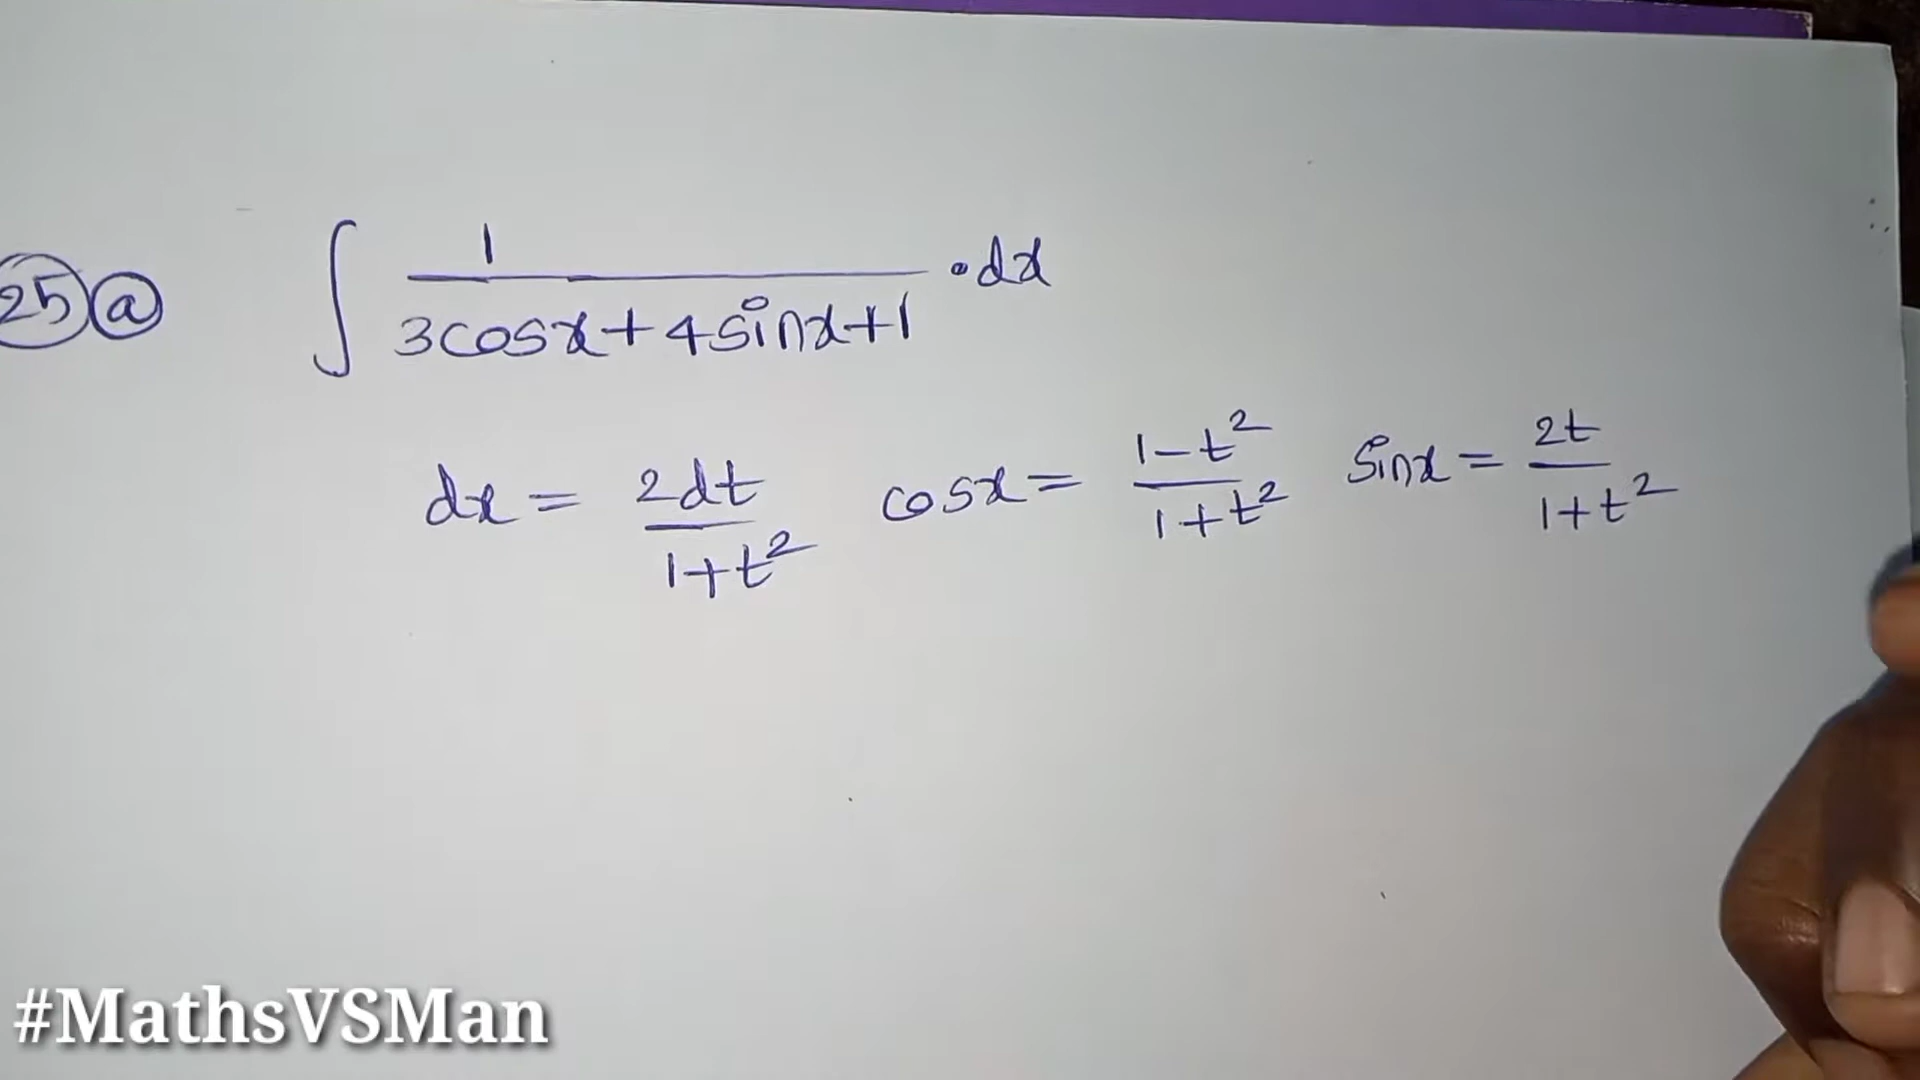 25 a ∫ 1/(3cosx+4sinx+1) · dx
dx = 2dt/(1+t²) cosx = (1-t²)/(1+t²) sinx = 2t/(1+t²)
#MathsVSMan